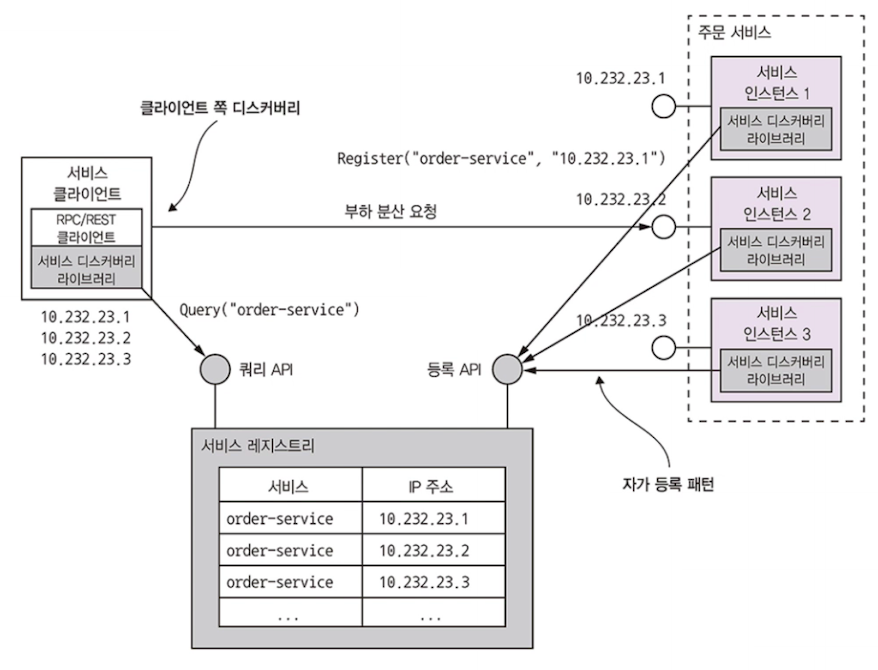 주문 서비스
10.232.23.1
서비스
인스턴스 1
서비스 디스커버리
라이브러리
클라이언트 쪽 디스커버리
Register("order-service", "10.232.23.1")
서비스
클라이언트
RPC/REST
클라이언트
서비스 디스커버리
라이브러리
부하 분산 요청
10.232.23.2
서비스
인스턴스 2
서비스 디스커버리
라이브러리
10.232.23.1
10.232.23.2
10.232.23.3
Query("order-service")
10.232.23.3
서비스
인스턴스 3
서비스 디스커버리
라이브러리
쿼리 API
등록 API
자가 등록 패턴
서비스 레지스트리
서비스 IP 주소
order-service 10.232.23.1
order-service 10.232.23.2
order-service 10.232.23.3
... ...